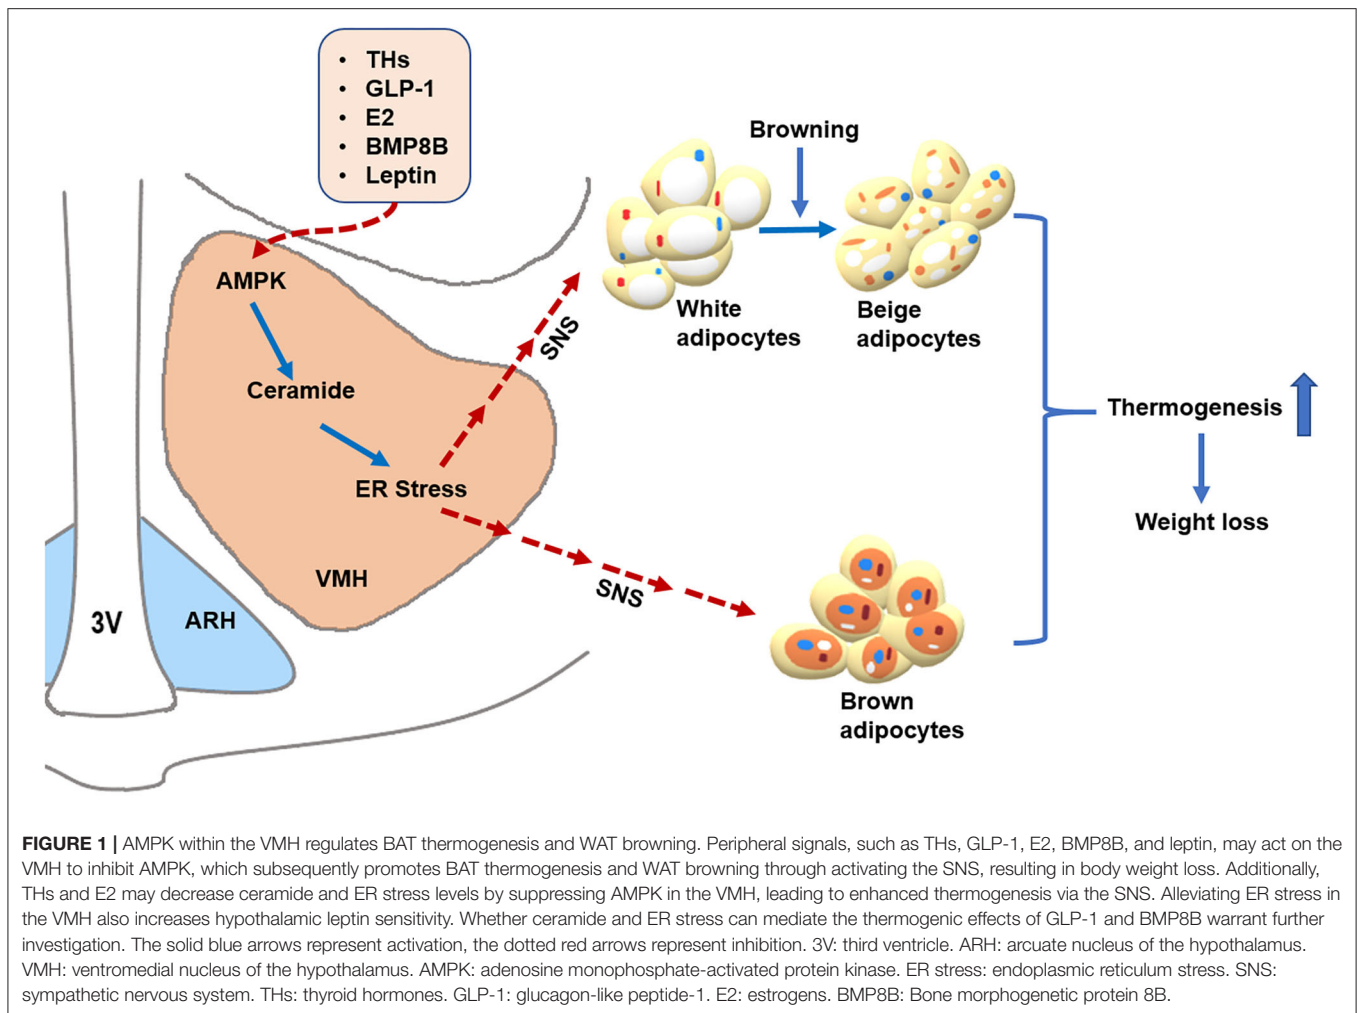 • THs
• GLP-1
• E2
• BMP8B
• Leptin
Browning
AMPK
White
adipocytes
Beige
adipocytes
SNS
Ceramide
Thermogenesis
ER Stress
Weight loss
VMH
SNS
3V
ARH
Brown
adipocytes
FIGURE 1 | AMPK within the VMH regulates BAT thermogenesis and WAT browning. Peripheral signals, such as THs, GLP-1, E2, BMP8B, and leptin, may act on the
VMH to inhibit AMPK, which subsequently promotes BAT thermogenesis and WAT browning through activating the SNS, resulting in body weight loss. Additionally,
THs and E2 may decrease ceramide and ER stress levels by suppressing AMPK in the VMH, leading to enhanced thermogenesis via the SNS. Alleviating ER stress in
the VMH also increases hypothalamic leptin sensitivity. Whether ceramide and ER stress can mediate the thermogenic effects of GLP-1 and BMP8B warrant further
investigation. The solid blue arrows represent activation, the dotted red arrows represent inhibition. 3V: third ventricle. ARH: arcuate nucleus of the hypothalamus.
VMH: ventromedial nucleus of the hypothalamus. AMPK: adenosine monophosphate-activated protein kinase. ER stress: endoplasmic reticulum stress. SNS:
sympathetic nervous system. THs: thyroid hormones. GLP-1: glucagon-like peptide-1. E2: estrogens. BMP8B: Bone morphogenetic protein 8B.